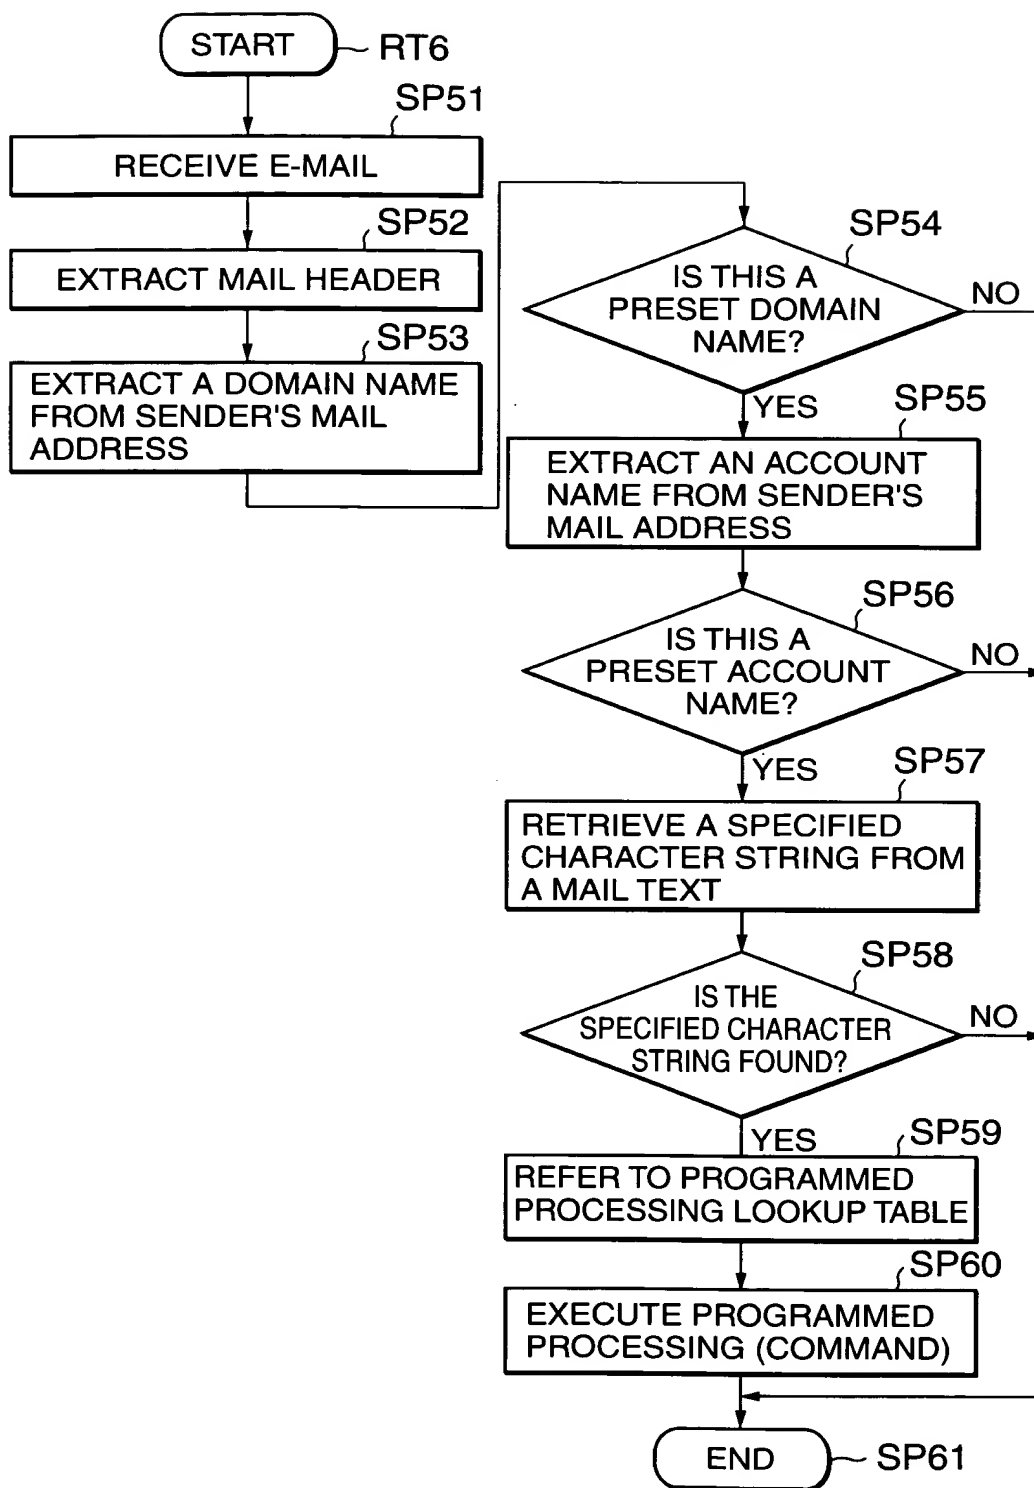 START
RT6
SP51
RECEIVE E-MAIL
SP52
EXTRACT MAIL HEADER
SP53
EXTRACT A DOMAIN NAME
FROM SENDER'S MAIL
ADDRESS
SP54
IS THIS A
PRESET DOMAIN
NAME?
NO
YES
SP55
EXTRACT AN ACCOUNT
NAME FROM SENDER'S
MAIL ADDRESS
SP56
IS THIS A
PRESET ACCOUNT
NAME?
NO
YES
SP57
RETRIEVE A SPECIFIED
CHARACTER STRING FROM
A MAIL TEXT
SP58
IS THE
SPECIFIED CHARACTER
STRING FOUND?
NO
YES
SP59
REFER TO PROGRAMMED
PROCESSING LOOKUP TABLE
SP60
EXECUTE PROGRAMMED
PROCESSING (COMMAND)
END
SP61